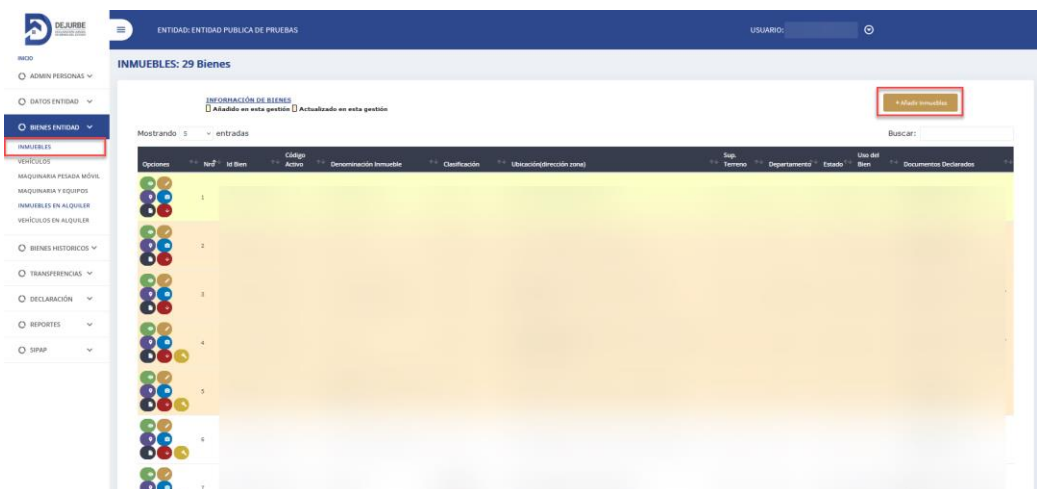 DEJURBE
ENTIDAD: ENTIDAD PUBLICA DE PRUEBAS
USUARIO:
INICIO
ADMIN PERSONAS
DATOS ENTIDAD
BIENES ENTIDAD
INMUEBLES
VEHÍCULOS
MAQUINARIA PESADA MÓVIL
MAQUINARIA Y EQUIPOS
INMUEBLES EN ALQUILER
VEHÍCULOS EN ALQUILER
BIENES HISTORICOS
TRANSFERENCIAS
DECLARACIÓN
REPORTES
SIPAP
INMUEBLES: 29 Bienes
INFORMACIÓN DE BIENES
Añadido en esta gestión Actualizado en esta gestión
+Añadir Inmuebles
Mostrando 5 entradas
Buscar:
Opciones Nro Id Bien Código Activo Denominación Inmueble Clasificación Ubicación(dirección zona) Sup. Terreno Departamento Estado Uso del Bien Documentos Declarados
1
2
3
4
5
6
7